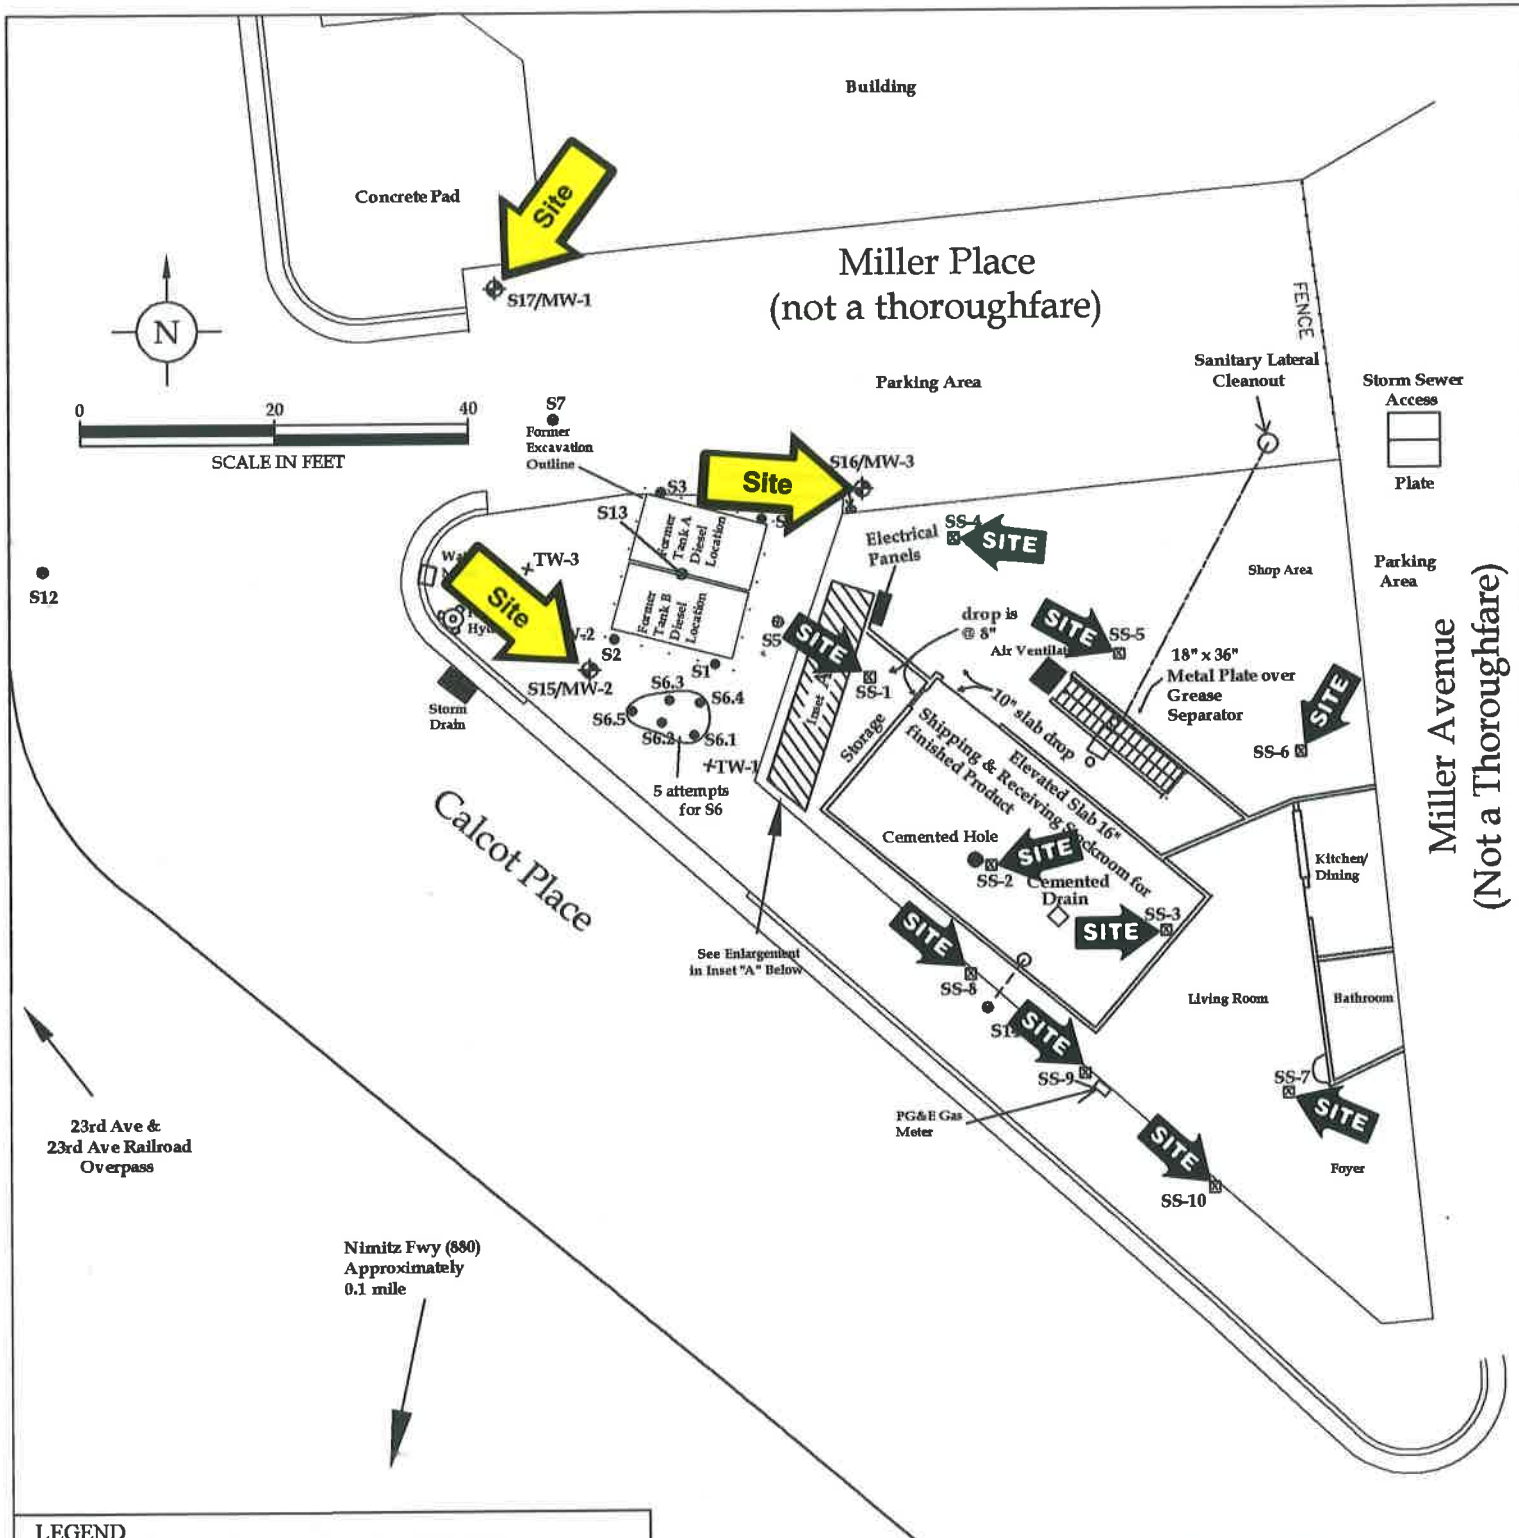 Building
Concrete Pad
Site
S17/MW-1
Miller Place
(not a thoroughfare)
N
FENCE
Sanitary Lateral
Cleanout
Parking Area
Storm Sewer
Access
Plate
0 20 40
SCALE IN FEET
S7
Former
Excavation
Outline
S3
Site
S16/MW-3
S13
Former
Tank A
Diesel
Location
Former
Tank B
Diesel
Location
Electrical
Panels
SS-4
SITE
Shop Area
Parking
Area
S12
TW-3
Site
S2
S15/MW-2
S1
S5
SITE
SS-1
drop is
@ 8"
Air
SITE
SS-5
18" x 36"
Metal Plate over
Grease
Separator
SITE
SS-6
Miller Avenue
(Not a Thoroughfare)
Storm
Drain
S6.3
S6.4
S6.5
S6.2
S6.1
TW-1
5 attempts
for S6
Inset
Storage
10" slab drop
Elevated Slab 16"
Shipping & Receiving Stockroom for
finished Product
Calcot Place
Cemented Hole
SITE
SS-2
Cemented
Drain
SITE
SS-3
Kitchen/
Dining
See Enlargement
in Inset "A" Below
SITE
SS-8
Living Room
Bathroom
SITE
SS-9
PG&E Gas
Meter
SS-7
SITE
Foyer
SITE
SS-10
23rd Ave &
23rd Ave Railroad
Overpass
Nimitz Fwy (880)
Approximately
0.1 mile
LEGEND